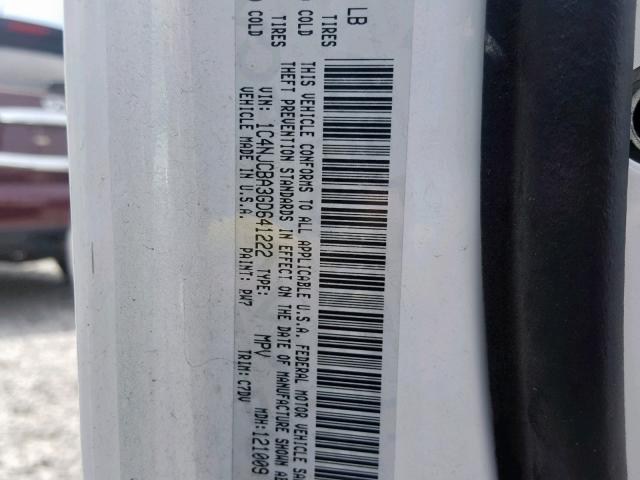 LB
) COLD TIRES
) COLD TIRES
THIS VEHICLE CONFORMS TO ALL APPLICABLE U.S.A. FEDERAL MOTOR VEHICLE SA
THEFT PREVENTION STANDARDS IN EFFECT ON THE DATE OF MANUFACTURE SHOWN AB
VIN: 1C4NJCBA3GD641222 TYPE: MPV MDH:121009
VEHICLE MADE IN U.S.A. PAINT: PW7 TRIM: C7DV